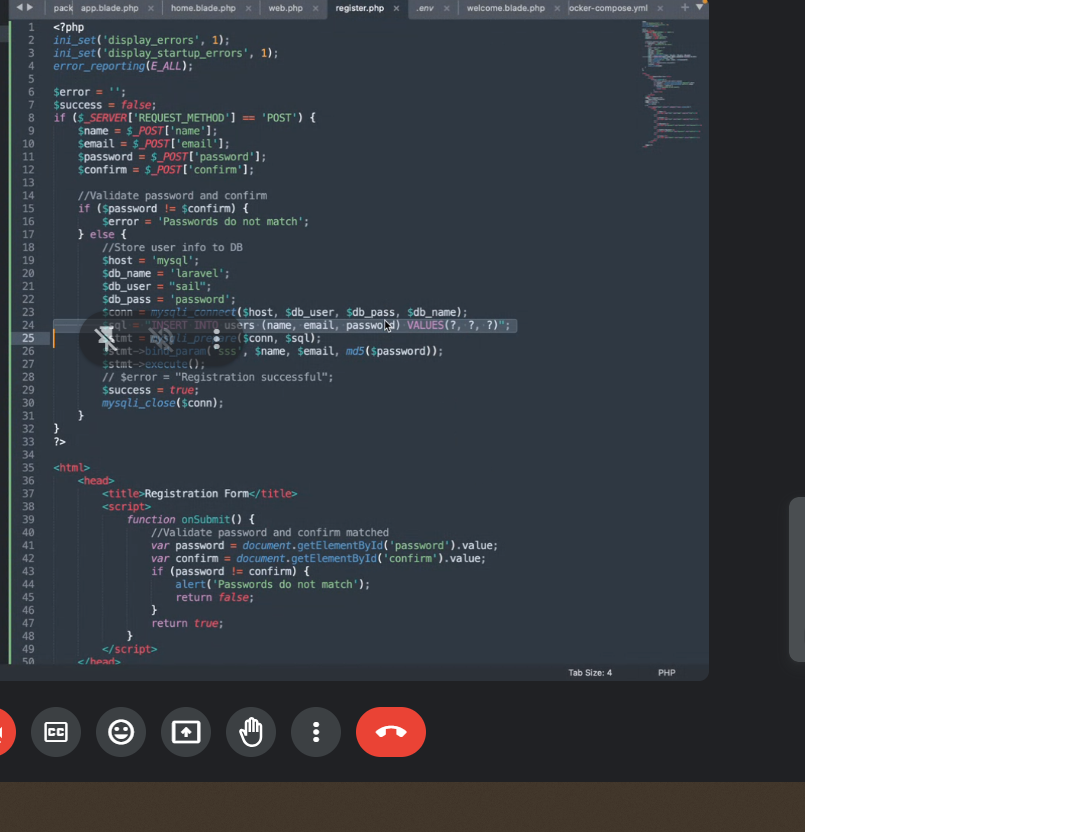 pack app.blade.php × home.blade.php × web.php × register.php × .env × welcome.blade.php × ocker-compose.yml × +
1 <?php
2 ini_set('display_errors', 1);
3 ini_set('display_startup_errors', 1);
4 error_reporting(E_ALL);
5
6 $error = '';
7 $success = false;
8 if ($_SERVER['REQUEST_METHOD'] == 'POST') {
9 $name = $_POST['name'];
10 $email = $_POST['email'];
11 $password = $_POST['password'];
12 $confirm = $_POST['confirm'];
13
14 //Validate password and confirm
15 if ($password != $confirm) {
16 $error = 'Passwords do not match';
17 } else {
18 //Store user info to DB
19 $host = 'mysql';
20 $db_name = 'laravel';
21 $db_user = "sail";
22 $db_pass = 'password';
23 $conn = mysqli_connect($host, $db_user, $db_pass, $db_name);
24 $sql = "INSERT INTO users (name, email, password) VALUES(?, ?, ?)";
25 $stmt = mysqli_prepare($conn, $sql);
26 $stmt->bind_param('sss', $name, $email, md5($password));
27 $stmt->execute();
28 // $error = "Registration successful";
29 $success = true;
30 mysqli_close($conn);
31 }
32 }
33 ?>
34
35 <html>
36 <head>
37 <title>Registration Form</title>
38 <script>
39 function onSubmit() {
40 //Validate password and confirm matched
41 var password = document.getElementById('password').value;
42 var confirm = document.getElementById('confirm').value;
43 if (password != confirm) {
44 alert('Passwords do not match');
45 return false;
46 }
47 return true;
48 }
49 </script>
50 </head>
Tab Size: 4 PHP
CC